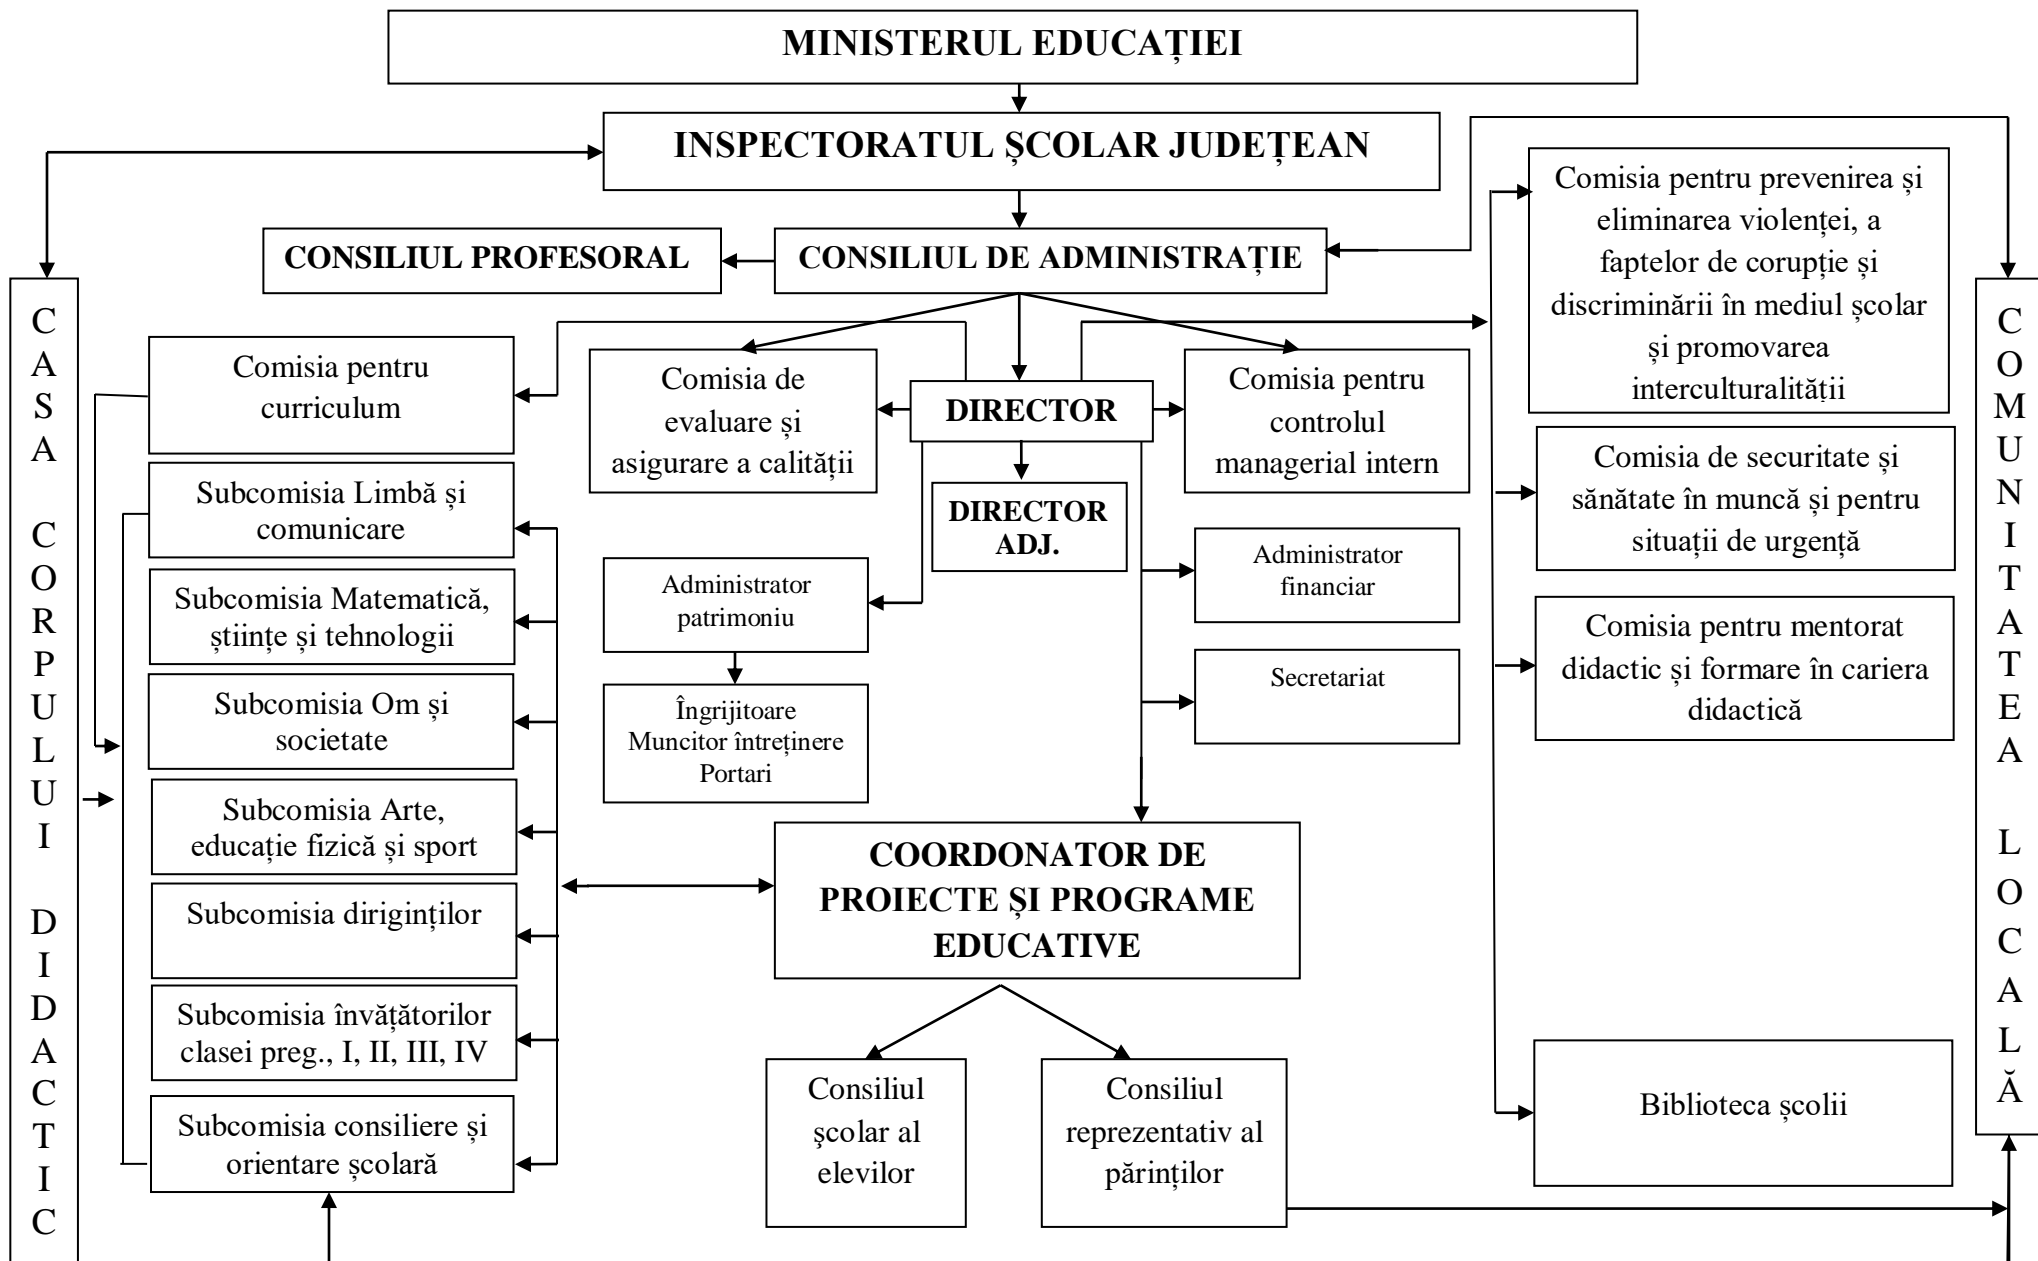 MINISTERUL EDUCAȚIEI
INSPECTORATUL ȘCOLAR JUDEȚEAN
CONSILIUL PROFESORAL
CONSILIUL DE ADMINISTRAȚIE
CASA CORPULUI DIDACTIC
Comisia pentru
curriculum
Subcomisia Limbă și
comunicare
Subcomisia Matematică,
științe și tehnologii
Subcomisia Om și
societate
Subcomisia Arte,
educație fizică și sport
Subcomisia diriginților
Subcomisia învățătorilor
clasei preg., I, II, III, IV
Subcomisia consiliere și
orientare școlară
Comisia de
evaluare și
asigurare a calității
DIRECTOR
Comisia pentru
controlul
managerial intern
DIRECTOR
ADJ.
Administrator
patrimoniu
Îngrijitoare
Muncitor întreținere
Portari
Administrator
financiar
Secretariat
COORDONATOR DE
PROIECTE ȘI PROGRAME
EDUCATIVE
Consiliul
şcolar al
elevilor
Consiliul
reprezentativ al
părinților
Comisia pentru prevenirea și
eliminarea violenței, a
faptelor de corupție și
discriminării în mediul școlar
și promovarea
interculturalității
Comisia de securitate și
sănătate în muncă și pentru
situații de urgență
Comisia pentru mentorat
didactic și formare în cariera
didactică
Biblioteca școlii
COMUNITATEA LOCALĂ